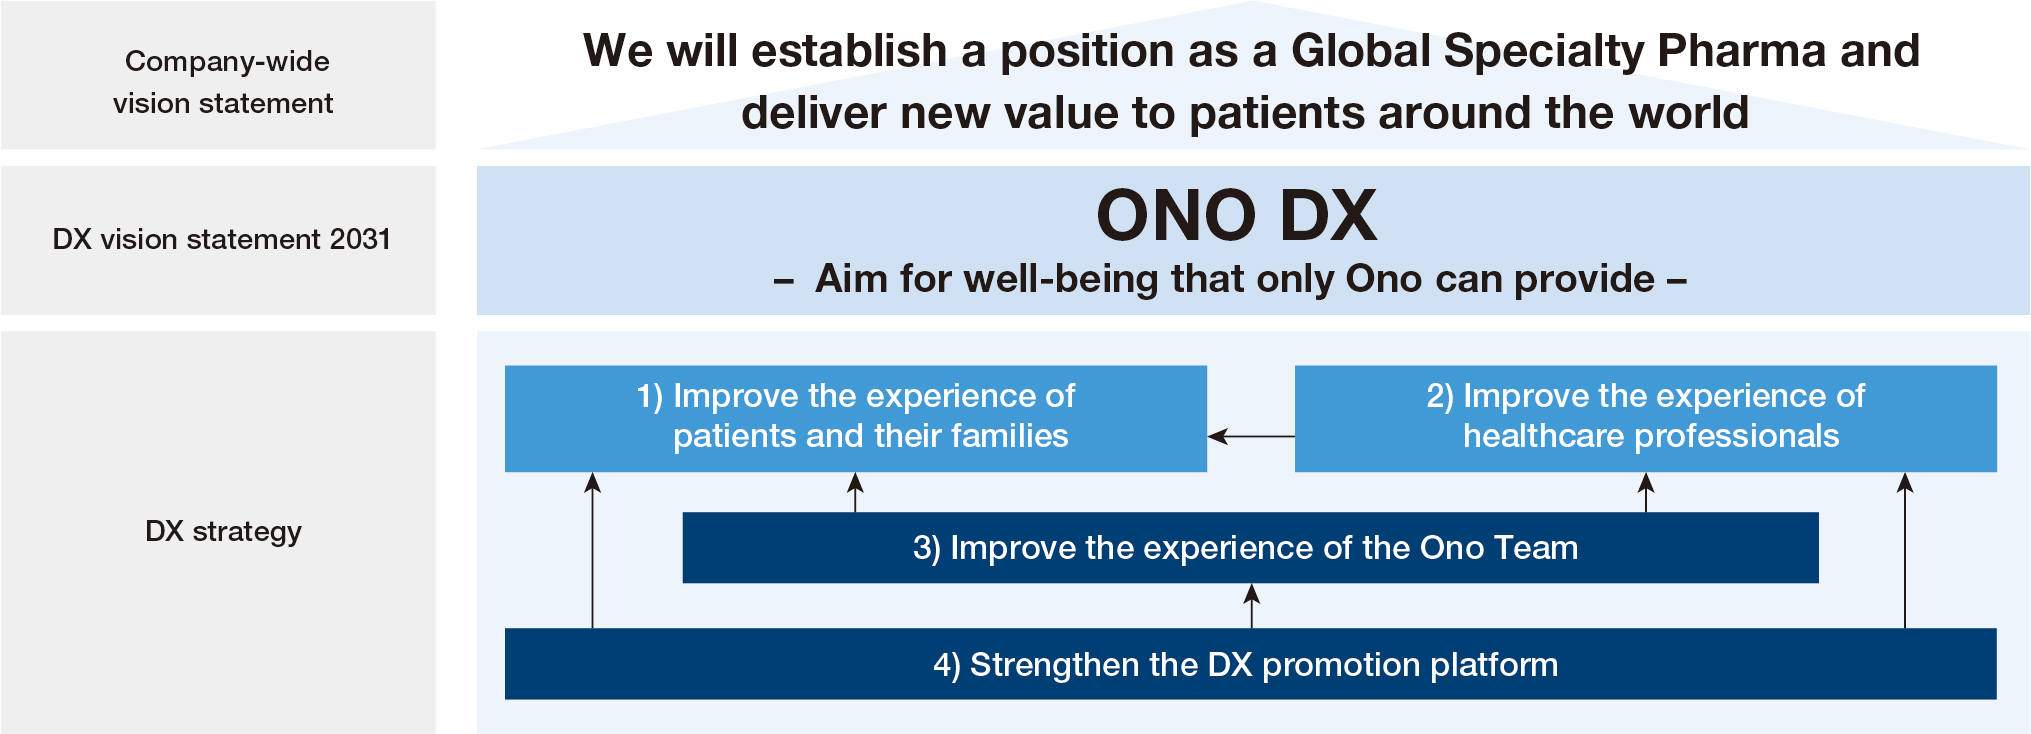 Company-wide
vision statement
We will establish a position as a Global Specialty Pharma and
deliver new value to patients around the world
DX vision statement 2031
ONO DX
– Aim for well-being that only Ono can provide –
DX strategy
1) Improve the experience of
patients and their families
2) Improve the experience of
healthcare professionals
3) Improve the experience of the Ono Team
4) Strengthen the DX promotion platform